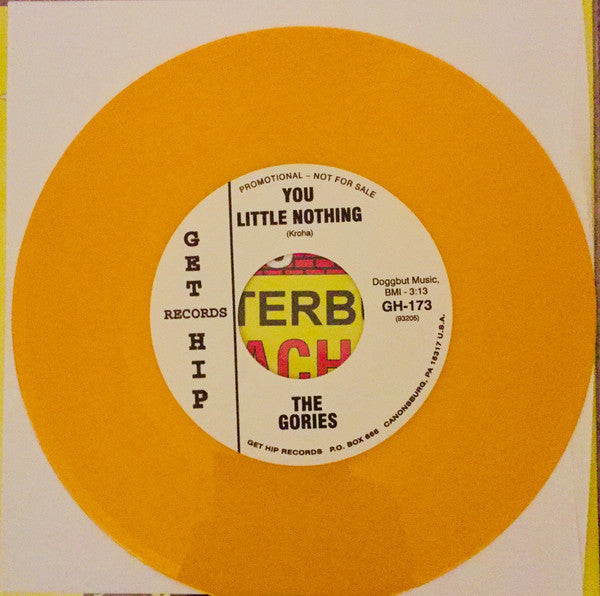 PROMOTIONAL – NOT FOR SALE
YOU
LITTLE NOTHING
(Kroha)
GET
RECORDS
HIP
Doggbut Music,
BMI - 3:13
GH-173
(93205)
TERB
ACH
THE
GORIES
GET HIP RECORDS P.O. BOX 666 CANONSBURG, PA 15317 U.S.A.